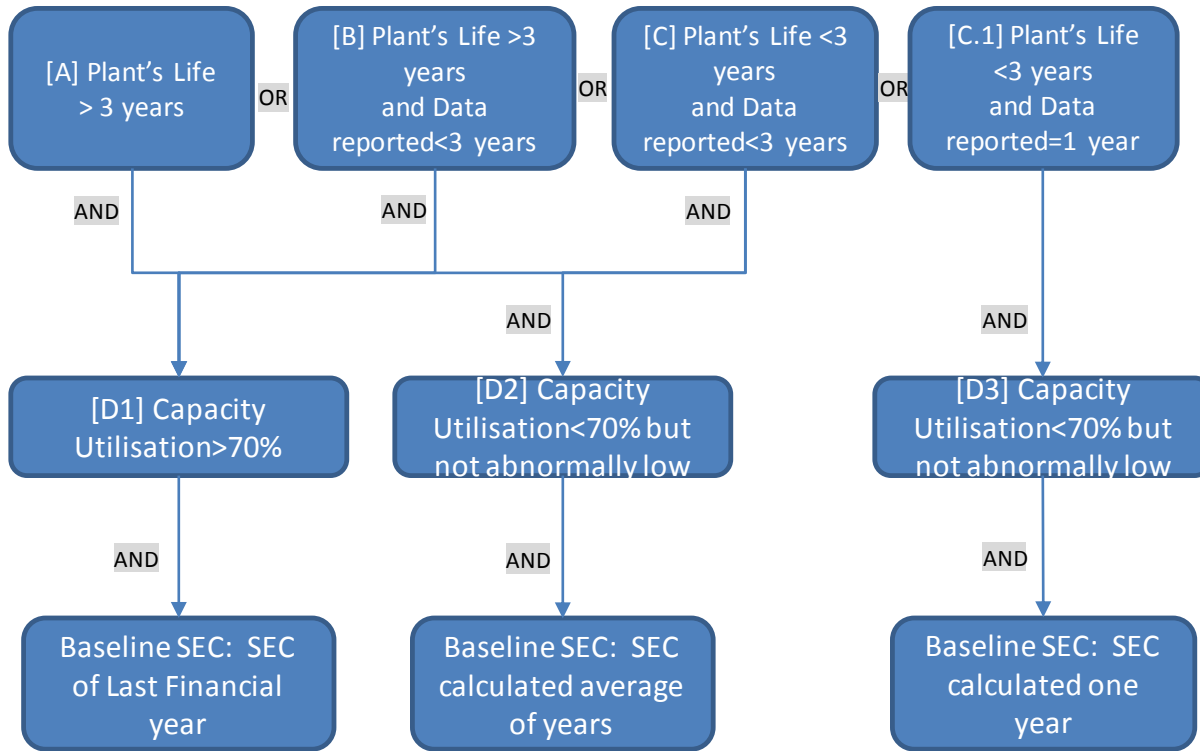 [A] Plant's Life
> 3 years
OR
[B] Plant's Life >3
years
and Data
reported<3 years
OR
[C] Plant's Life <3
years
and Data
reported<3 years
OR
[C.1] Plant's Life
<3 years
and Data
reported=1 year
AND
AND
AND
AND
AND
[D1] Capacity
Utilisation>70%
[D2] Capacity
Utilisation<70% but
not abnormally low
[D3] Capacity
Utilisation<70% but
not abnormally low
AND
AND
AND
Baseline SEC: SEC
of Last Financial
year
Baseline SEC: SEC
calculated average
of years
Baseline SEC: SEC
calculated one
year